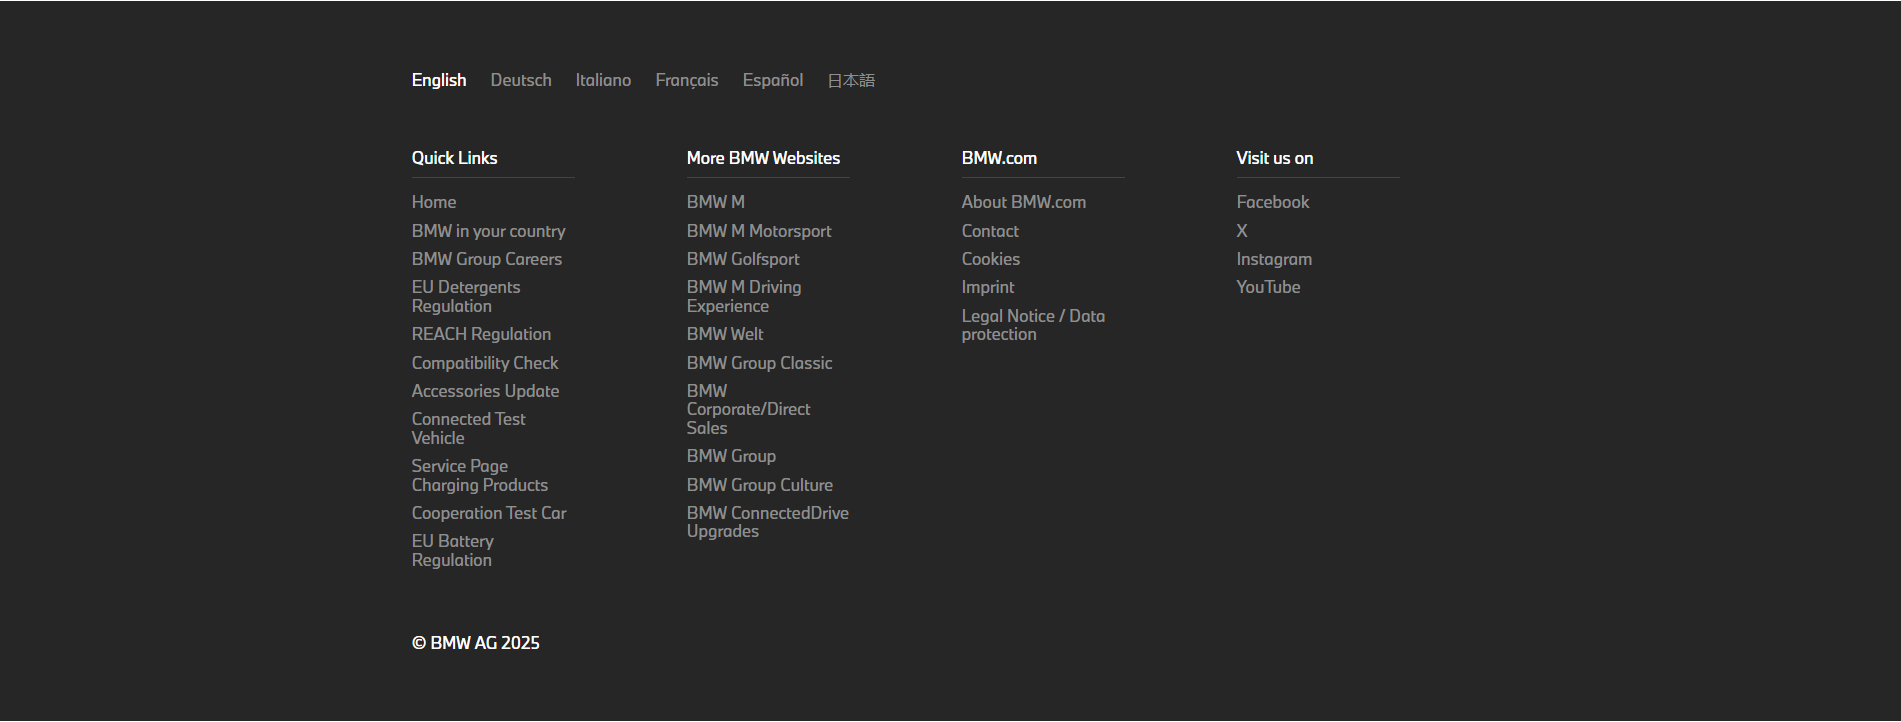 English Deutsch Italiano Français Español 日本語
Quick Links
Home
BMW in your country
BMW Group Careers
EU Detergents
Regulation
REACH Regulation
Compatibility Check
Accessories Update
Connected Test
Vehicle
Service Page
Charging Products
Cooperation Test Car
EU Battery
Regulation
More BMW Websites
BMW M
BMW M Motorsport
BMW Golfsport
BMW M Driving
Experience
BMW Welt
BMW Group Classic
BMW
Corporate/Direct
Sales
BMW Group
BMW Group Culture
BMW ConnectedDrive
Upgrades
BMW.com
About BMW.com
Contact
Cookies
Imprint
Legal Notice / Data
protection
Visit us on
Facebook
X
Instagram
YouTube
© BMW AG 2025